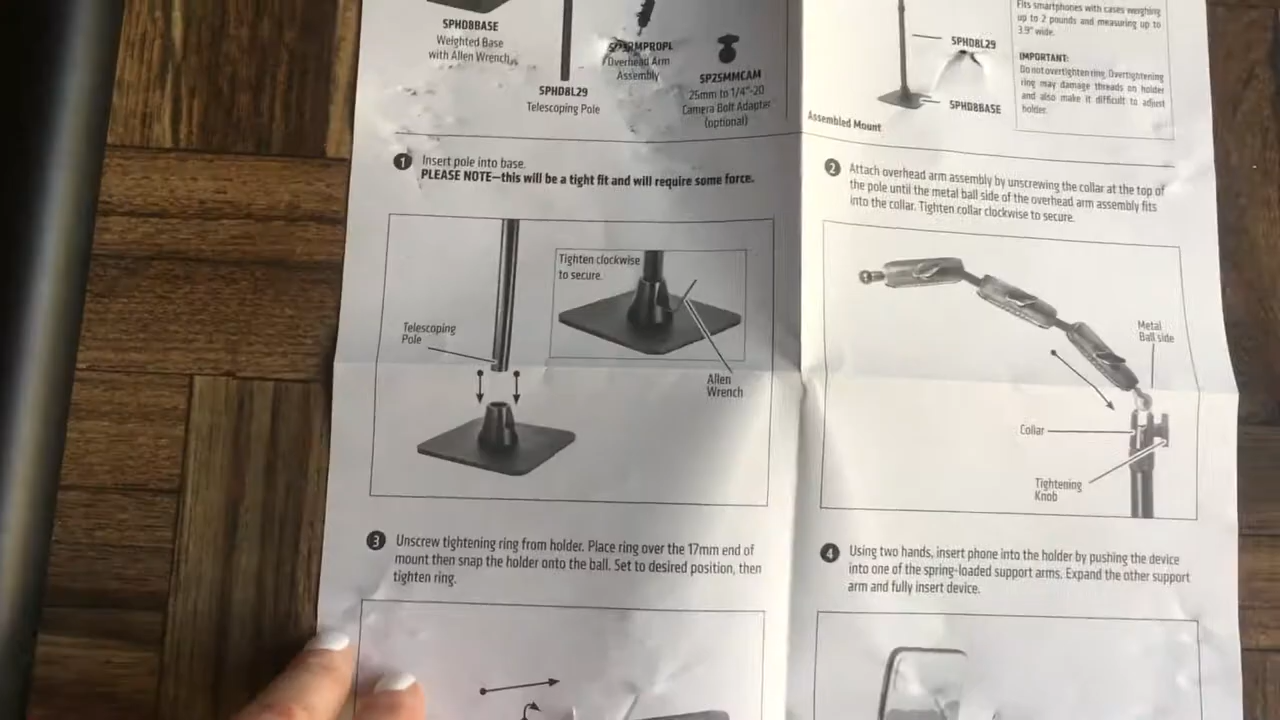 SPHD8BASE
Weighted Base
with Allen Wrench
SPHD8L29
Telescoping Pole
Overhead Arm
Assembly
SP25MMCAM
25mm to 1/4"-20
Camera Bolt Adapter
(optional)
SPHD8L29
SPHD8BASE
Assembled Mount
Fits smartphones with cases weighing
up to 2 pounds and measuring up to
3.9" wide.
IMPORTANT:
Do not overtighten ring. Overtightening
ring may damage threads on holder
and also make it difficult to adjust
holder.
1 Insert pole into base.
PLEASE NOTE—this will be a tight fit and will require some force.
Tighten clockwise
to secure.
Telescoping
Pole
Allen
Wrench
2 Attach overhead arm assembly by unscrewing the collar at the top of
the pole until the metal ball side of the overhead arm assembly fits
into the collar. Tighten collar clockwise to secure.
Metal
Ball side
Collar
Tightening
Knob
3 Unscrew tightening ring from holder. Place ring over the 17mm end of
mount then snap the holder onto the ball. Set to desired position, then
tighten ring.
4 Using two hands, insert phone into the holder by pushing the device
into one of the spring-loaded support arms. Expand the other support
arm and fully insert device.